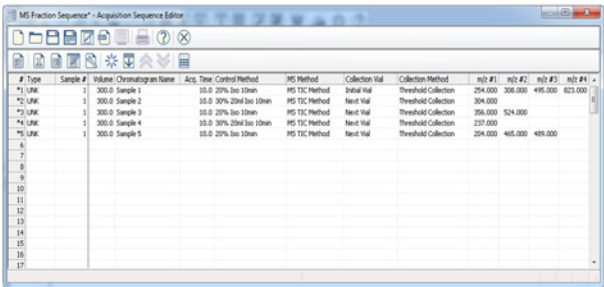 MS Fraction Sequence* - Acquisition Sequence Editor
# Type Sample # Volume Chromatogram Name Acq. Time Control Method MS Method Collection Vial Collection Method m/z #1 m/z #2 m/z #3 m/z #4
*1 UNK 1 300.0 Sample 1 10.0 20% Iso 10min MS TIC Method Initial Vial Threshold Collection 254.000 308.000 495.000 823.000
*2 UNK 1 300.0 Sample 2 10.0 30% 20ml Iso 10min MS TIC Method Next Vial Threshold Collection 304.000
*3 UNK 1 300.0 Sample 3 10.0 20% Iso 10min MS TIC Method Next Vial Threshold Collection 356.000 524.000
*4 UNK 1 300.0 Sample 4 10.0 30% 20ml Iso 10min MS TIC Method Next Vial Threshold Collection 237.000
*5 UNK 1 300.0 Sample 5 10.0 20% Iso 10min MS TIC Method Next Vial Threshold Collection 204.000 465.000 489.000
6
7
8
9
10
11
12
13
14
15
16
17